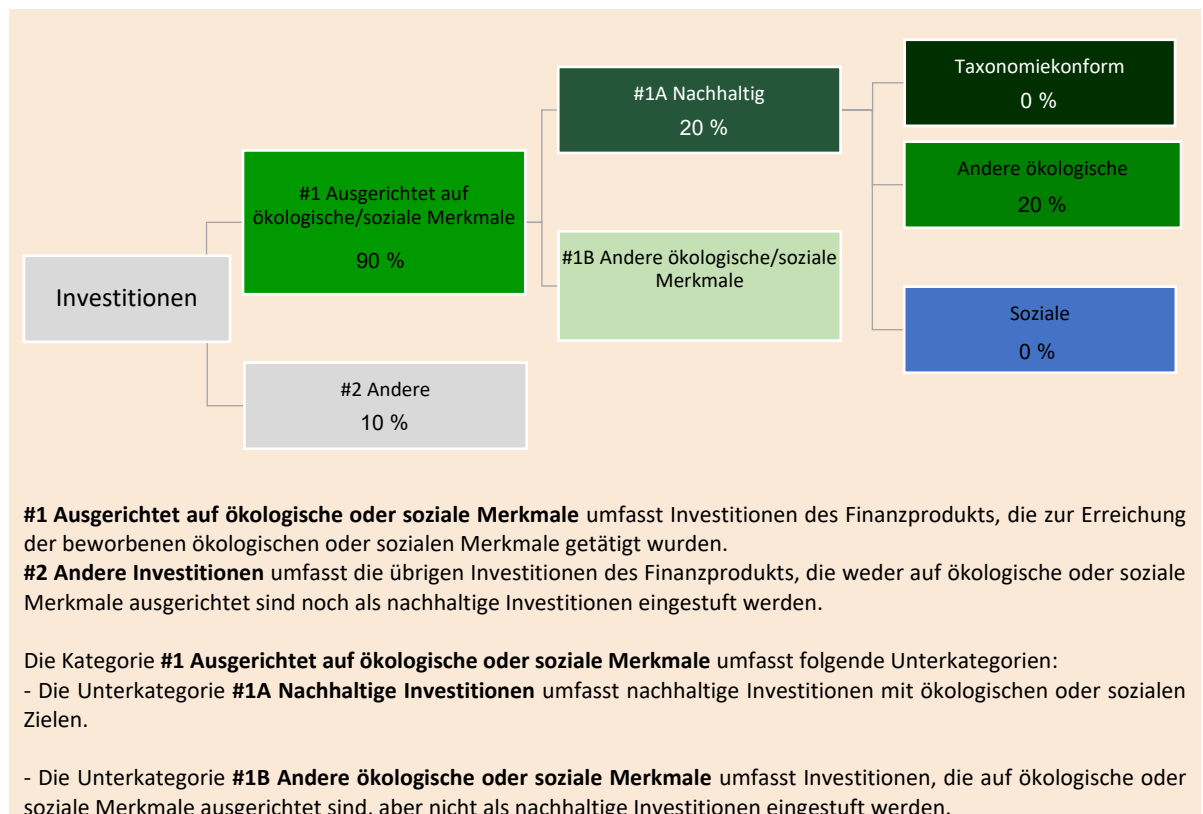 Investitionen
#1 Ausgerichtet auf
ökologische/soziale Merkmale
90 %
#2 Andere
10 %
#1A Nachhaltig
20 %
#1B Andere ökologische/soziale
Merkmale
Taxonomiekonform
0 %
Andere ökologische
20 %
Soziale
0 %
#1 Ausgerichtet auf ökologische oder soziale Merkmale umfasst Investitionen des Finanzprodukts, die zur Erreichung
der beworbenen ökologischen oder sozialen Merkmale getätigt wurden.
#2 Andere Investitionen umfasst die übrigen Investitionen des Finanzprodukts, die weder auf ökologische oder soziale
Merkmale ausgerichtet sind noch als nachhaltige Investitionen eingestuft werden.
Die Kategorie #1 Ausgerichtet auf ökologische oder soziale Merkmale umfasst folgende Unterkategorien:
- Die Unterkategorie #1A Nachhaltige Investitionen umfasst nachhaltige Investitionen mit ökologischen oder sozialen
Zielen.
- Die Unterkategorie #1B Andere ökologische oder soziale Merkmale umfasst Investitionen, die auf ökologische oder
soziale Merkmale ausgerichtet sind, aber nicht als nachhaltige Investitionen eingestuft werden.